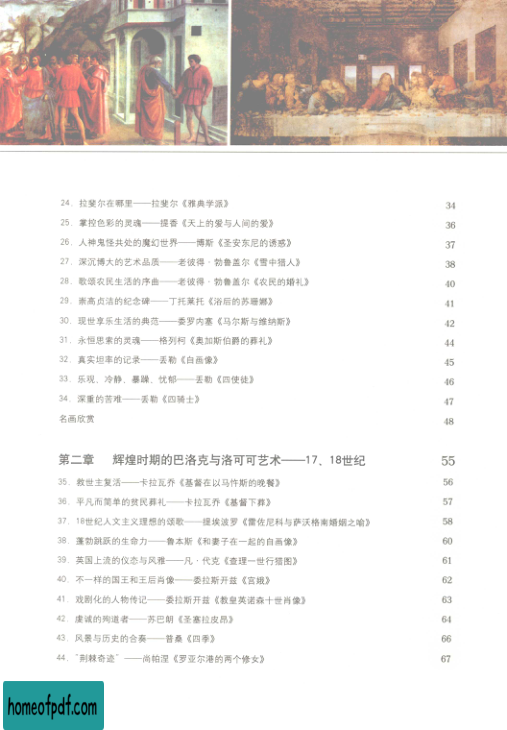 24. 拉斐尔在哪里——拉斐尔《雅典学派》 34
25. 掌控色彩的灵魂——提香《天上的爱与人间的爱》 36
26. 人神鬼怪共处的魔幻世界——博斯《圣安东尼的诱惑》 37
27. 深沉博大的艺术品质——老彼得·勃鲁盖尔《雪中猎人》 38
28. 歌颂农民生活的序曲——老彼得·勃鲁盖尔《农民的婚礼》 40
29. 崇高贞洁的纪念碑——丁托莱托《浴后的苏珊娜》 41
30. 现世享乐生活的典范——委罗内塞《马尔斯与维纳斯》 42
31. 永恒思索的灵魂——格列柯《奥加斯伯爵的葬礼》 44
32. 真实坦率的记录——丢勒《自画像》 45
33. 乐观、冷静、暴躁、忧郁——丢勒《四使徒》 46
34. 深重的苦难——丢勒《四骑士》 47
名画欣赏 48
第二章 辉煌时期的巴洛克与洛可可艺术——17、18世纪 55
35. 救世主复活——卡拉瓦乔《基督在以马忤斯的晚餐》 56
36. 平凡而简单的贫民葬礼——卡拉瓦乔《基督下葬》 57
37. 18世纪人文主义理想的颂歌——提埃波罗《雷佐尼科与萨沃格南婚姻之喻》 58
38. 蓬勃跳跃的生命力——鲁本斯《和妻子在一起的自画像》 60
39. 英国上流的仪态与风雅——凡·代克《查理一世行猎图》 61
40. 不一样的国王和王后肖像——委拉斯开兹《宫娥》 62
41. 戏剧化的人物传记——委拉斯开兹《教皇英诺森十世肖像》 63
42. 虔诚的殉道者——苏巴朗《圣塞拉皮昂》 64
43. 风景与历史的合奏——普桑《四季》 66
44. “荆棘奇迹”——尚帕涅《罗亚尔港的两个修女》 67
homeofpdf.com